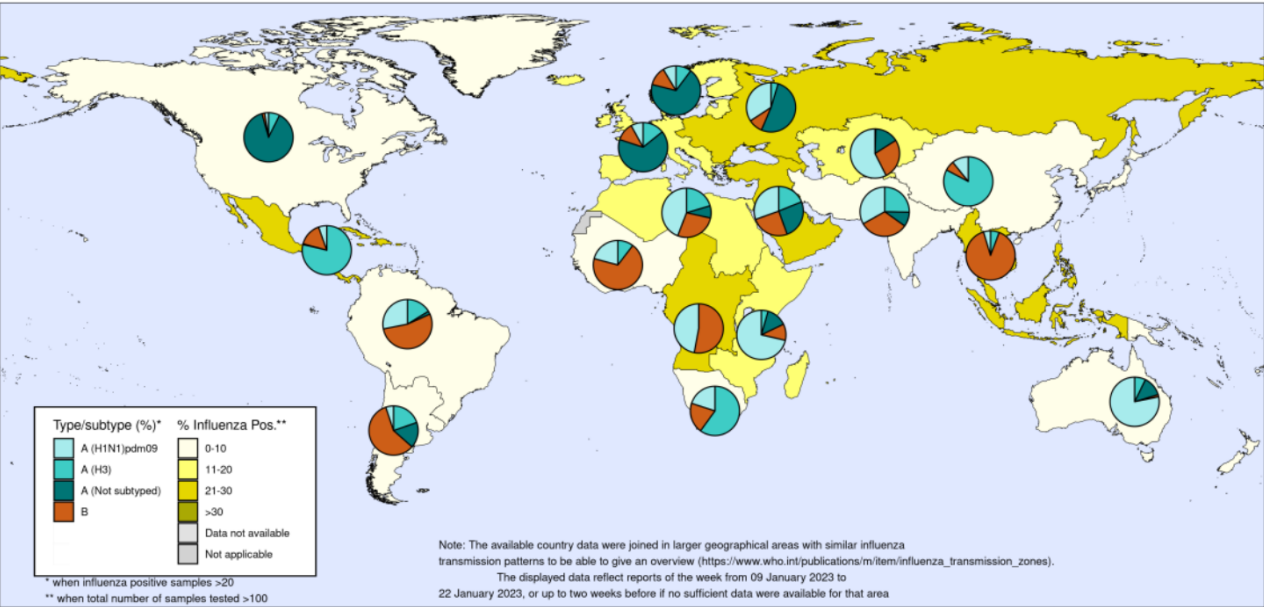 Type/subtype (%)*
A (H1N1)pdm09
A (H3)
A (Not subtyped)
B
% Influenza Pos.**
0-10
11-20
21-30
>30
Data not available
Not applicable
* when influenza positive samples >20
** when total number of samples tested >100
Note: The available country data were joined in larger geographical areas with similar influenza
transmission patterns to be able to give an overview (https://www.who.int/publications/m/item/influenza_transmission_zones).
The displayed data reflect reports of the week from 09 January 2023 to
22 January 2023, or up to two weeks before if no sufficient data were available for that area